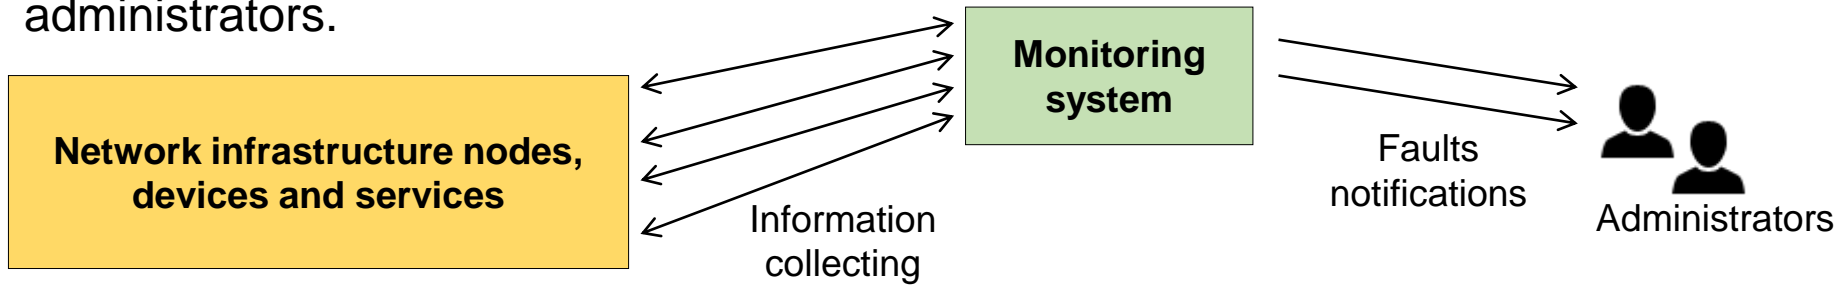 administrators.
Network infrastructure nodes,
devices and services
Information
collecting
Monitoring
system
Faults
notifications
Administrators